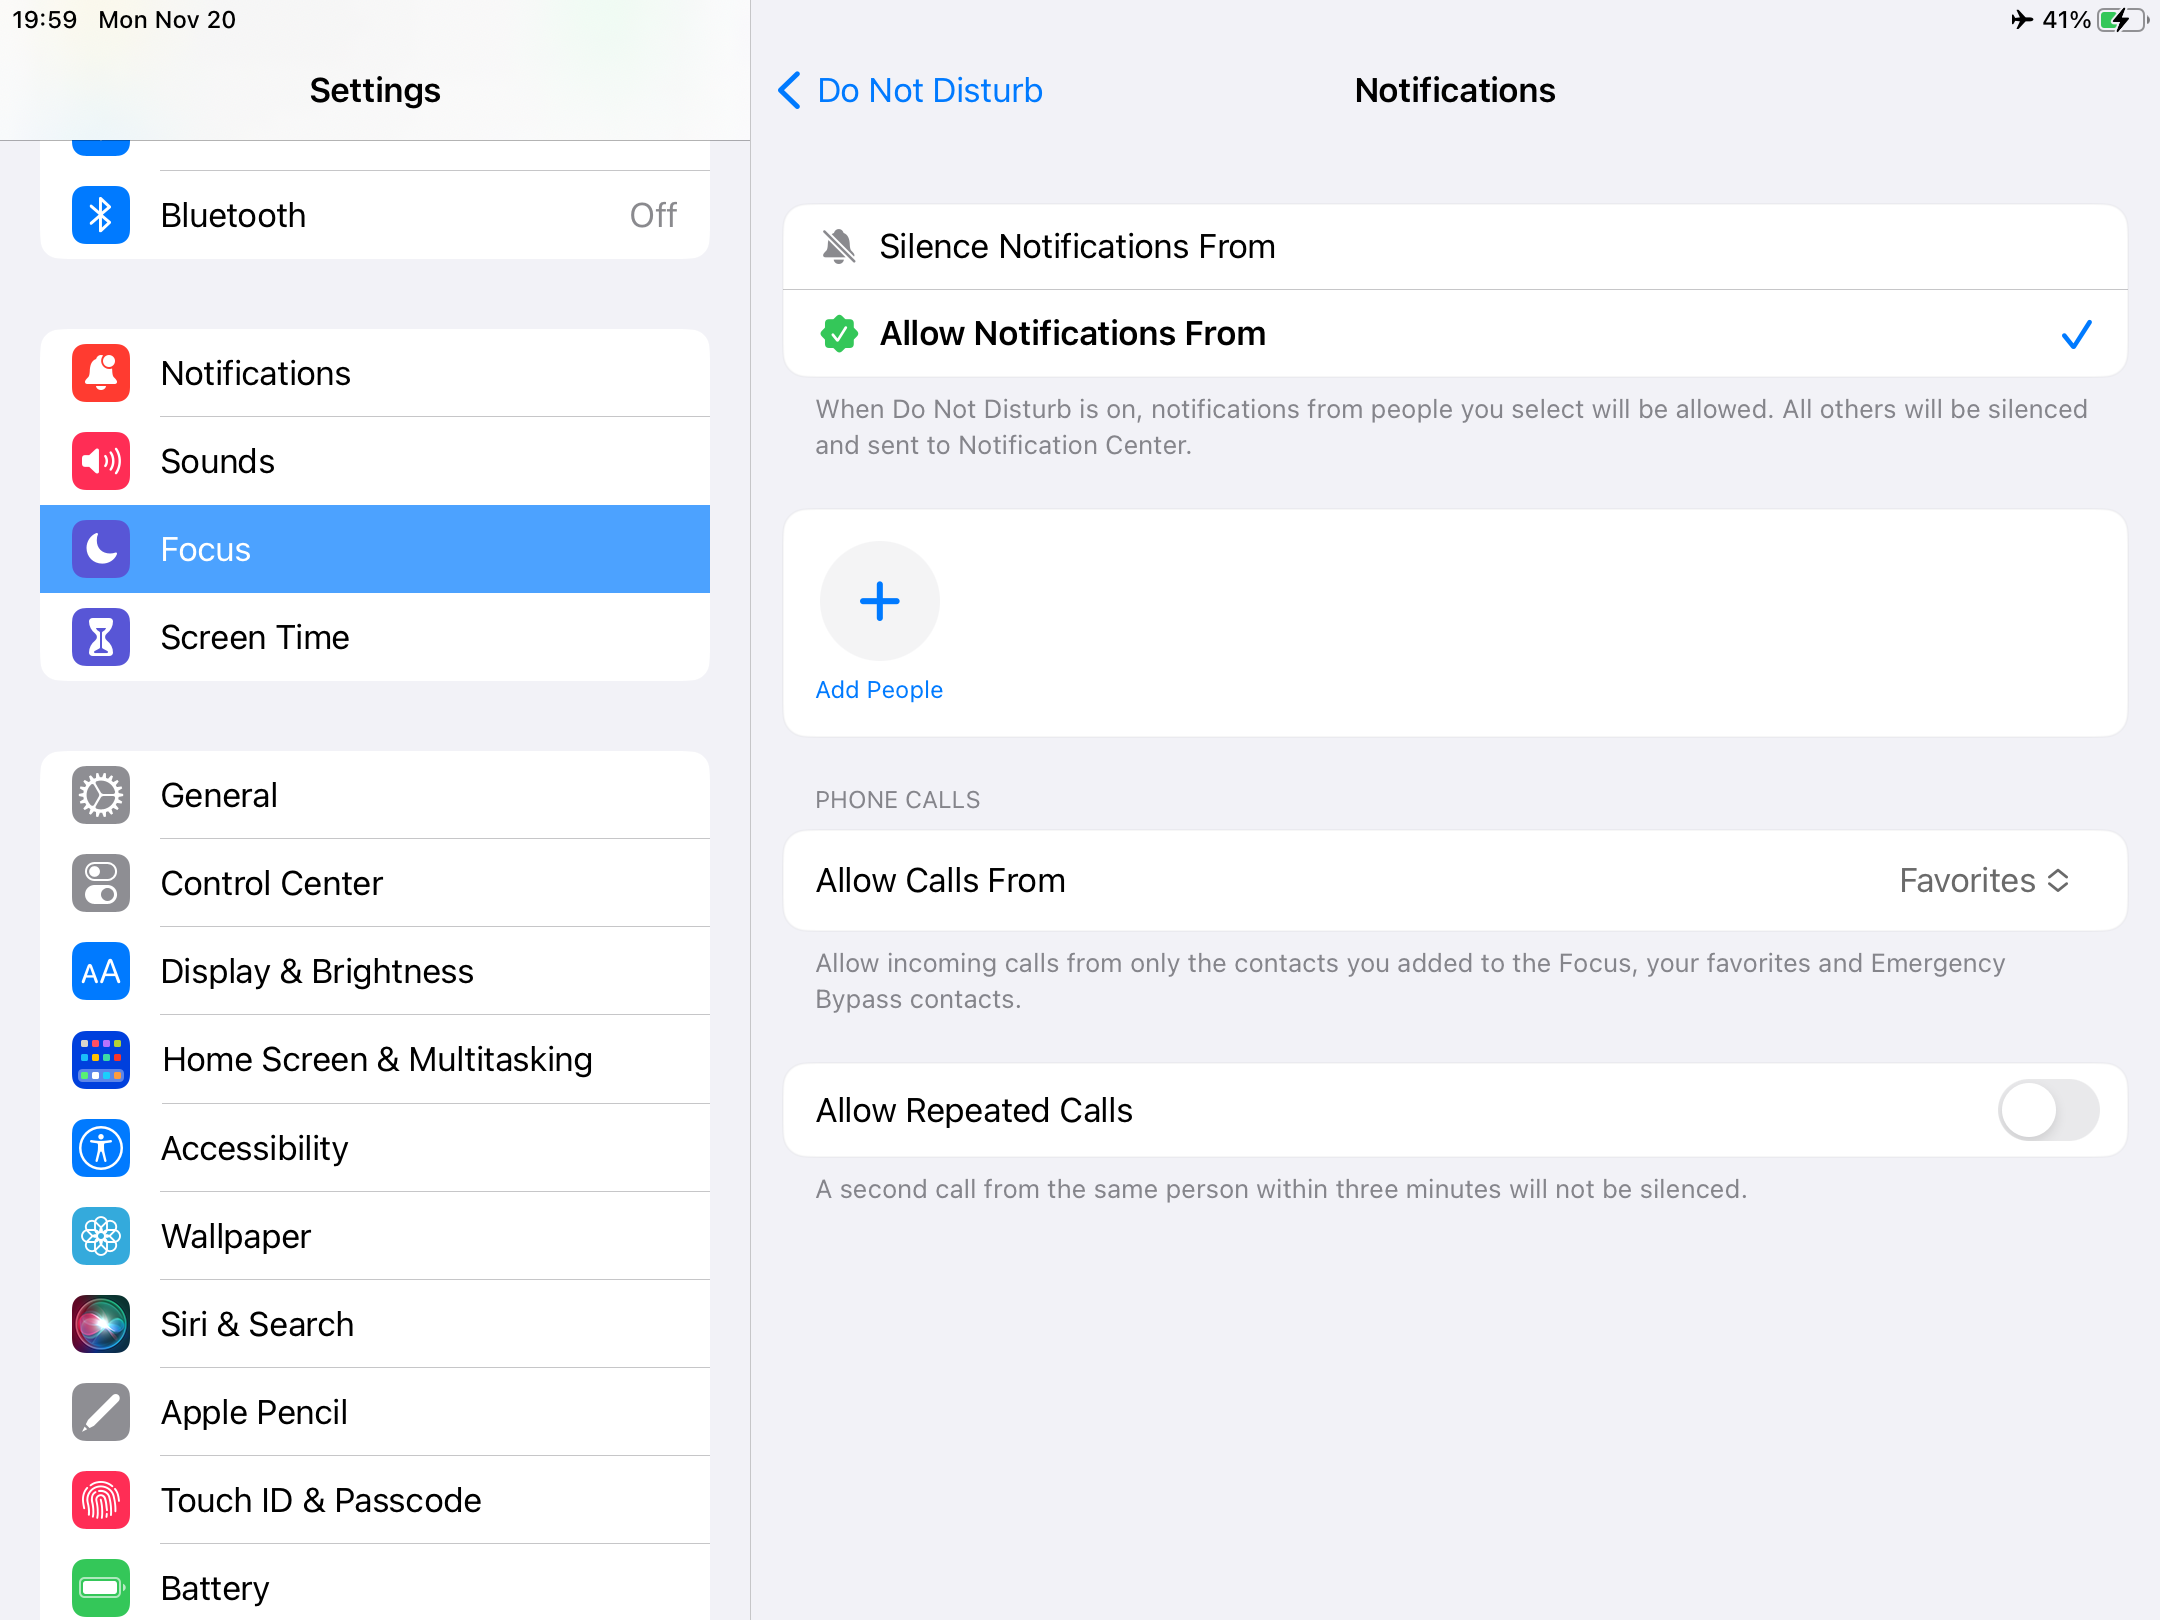 19:59 Mon Nov 20
41%
Settings
Bluetooth Off
Notifications
Sounds
Focus
Screen Time
General
Control Center
Display & Brightness
Home Screen & Multitasking
Accessibility
Wallpaper
Siri & Search
Apple Pencil
Touch ID & Passcode
Battery
Do Not Disturb
Notifications
Silence Notifications From
Allow Notifications From
When Do Not Disturb is on, notifications from people you select will be allowed. All others will be silenced
and sent to Notification Center.
Add People
PHONE CALLS
Allow Calls From Favorites
Allow incoming calls from only the contacts you added to the Focus, your favorites and Emergency
Bypass contacts.
Allow Repeated Calls
A second call from the same person within three minutes will not be silenced.